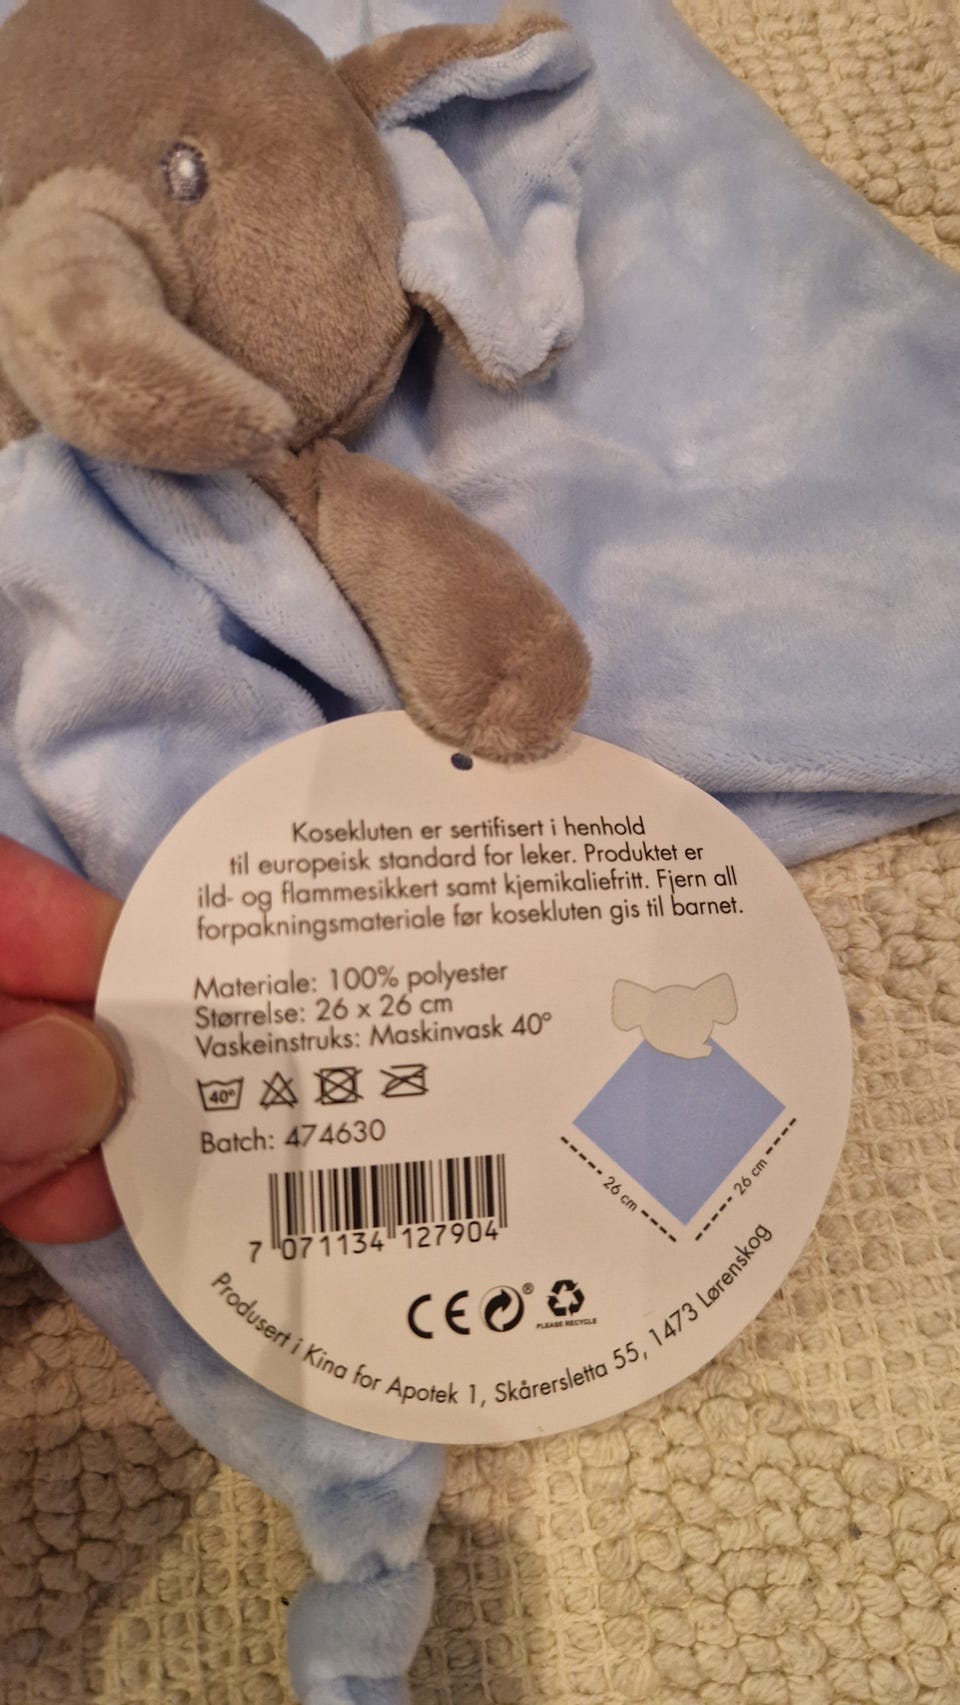 Kosekluten er sertifisert i henhold
til europeisk standard for leker. Produktet er
ild- og flammesikkert samt kjemikaliefritt. Fjern all
forpakningsmateriale før kosekluten gis til barnet.
Materiale: 100% polyester
Størrelse: 26 x 26 cm
Vaskeinstruks: Maskinvask 40°
40°
Batch: 474630
7 071134 127904
26 cm
26 cm
CE
®
PLEASE RECYCLE
Produsert i Kina for Apotek 1, Skårersletta 55, 1473 Lørenskog